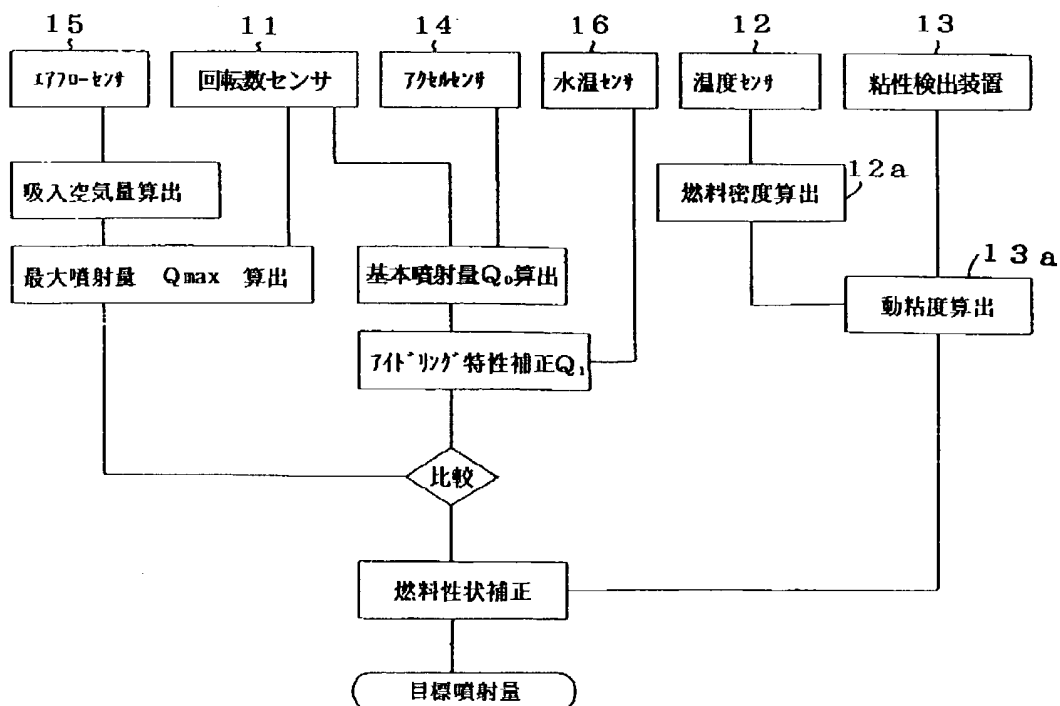 15 11 14 16 12 13
ｴｱﾌﾛｰｾﾝｻ 回転数センサ ｱｸｾﾙｾﾝｻ 水温ｾﾝｻ 温度ｾﾝｻ 粘性検出装置
12a
吸入空気量算出 燃料密度算出
13a
最大噴射量 Qmax 算出 基本噴射量Q₀算出 動粘度算出
ｱｲﾄﾞﾘﾝｸﾞ特性補正Q₁
比較
燃料性状補正
目標噴射量